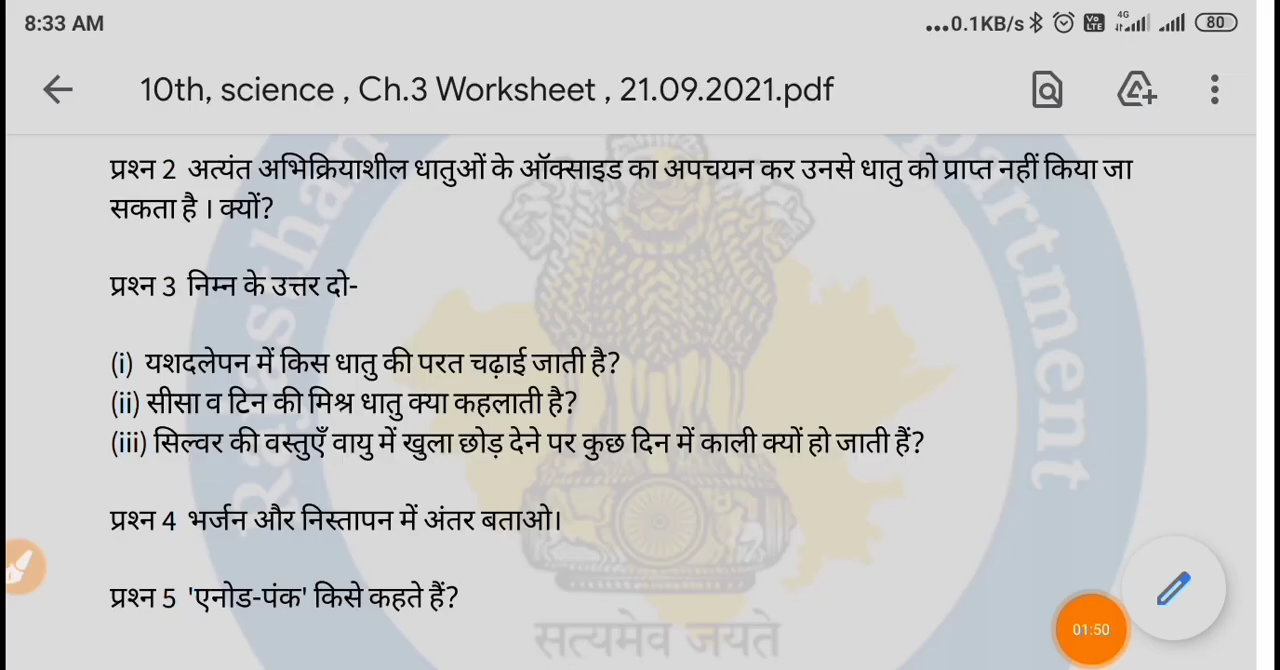 8:33 AM
...0.1KB/s Vo LTE 4G 80
10th, science , Ch.3 Worksheet , 21.09.2021.pdf
प्रश्न 2 अत्यंत अभिक्रियाशील धातुओं के ऑक्साइड का अपचयन कर उनसे धातु को प्राप्त नहीं किया जा
सकता है । क्यों?
प्रश्न 3 निम्न के उत्तर दो-
(i) यशदलेपन में किस धातु की परत चढ़ाई जाती है?
(ii) सीसा व टिन की मिश्र धातु क्या कहलाती है?
(iii) सिल्वर की वस्तुएँ वायु में खुला छोड़ देने पर कुछ दिन में काली क्यों हो जाती हैं?
प्रश्न 4 भर्जन और निस्तापन में अंतर बताओ।
प्रश्न 5 'एनोड-पंक' किसे कहते हैं?
01:50
सत्यमेव जयते